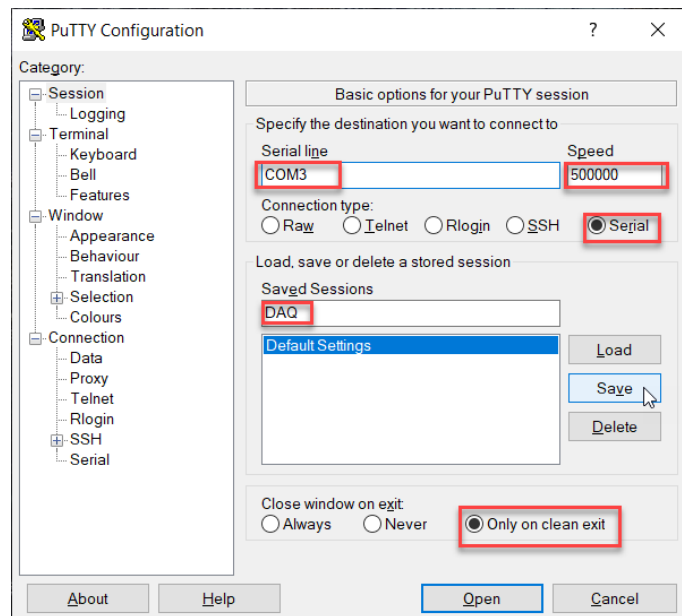 PuTTY Configuration
?
Category:
Session
Logging
Terminal
Keyboard
Bell
Features
Window
Appearance
Behaviour
Translation
Selection
Colours
Connection
Data
Proxy
Telnet
Rlogin
SSH
Serial
Basic options for your PuTTY session
Specify the destination you want to connect to
Serial line Speed
COM3 500000
Connection type:
Raw Telnet Rlogin SSH Serial
Load, save or delete a stored session
Saved Sessions
DAQ
Default Settings
Load
Save
Delete
Close window on exit:
Always Never Only on clean exit
About Help Open Cancel